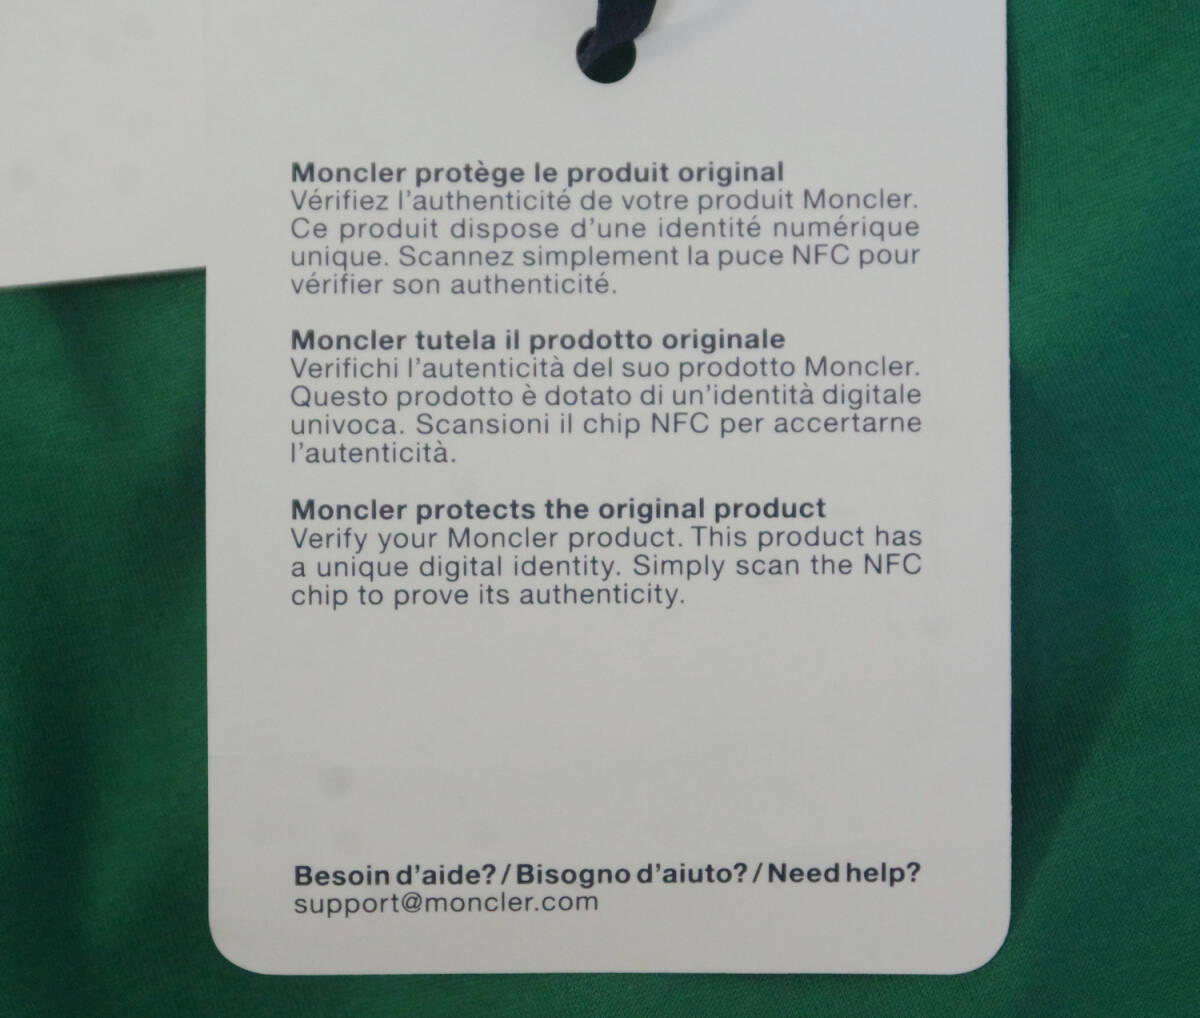 Moncler protège le produit original
Vérifiez l'authenticité de votre produit Moncler.
Ce produit dispose d'une identité numérique
unique. Scannez simplement la puce NFC pour
vérifier son authenticité.
Moncler tutela il prodotto originale
Verifichi l'autenticità del suo prodotto Moncler.
Questo prodotto è dotato di un'identità digitale
univoca. Scansioni il chip NFC per accertarne
l'autenticità.
Moncler protects the original product
Verify your Moncler product. This product has
a unique digital identity. Simply scan the NFC
chip to prove its authenticity.
Besoin d'aide?/Bisogno d'aiuto?/Need help?
support@moncler.com